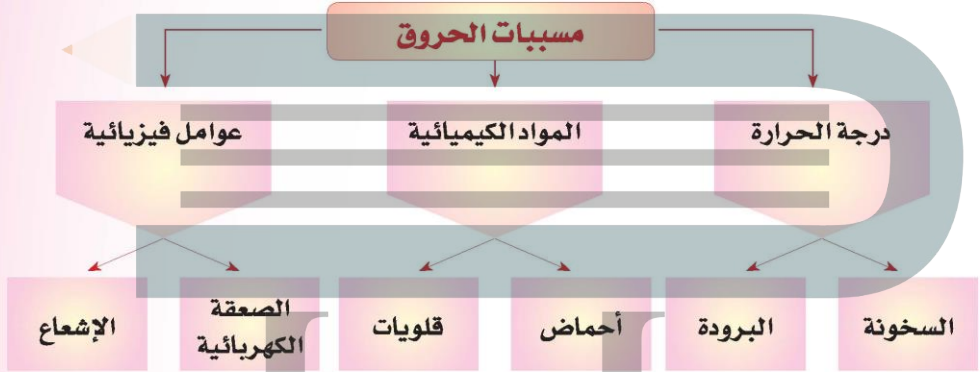 مسببات الحروق
درجة الحرارة
المواد الكيميائية
عوامل فيزيائية
السخونة
البرودة
أحماض
قلويات
الصعقة
الكهربائية
الإشعاع